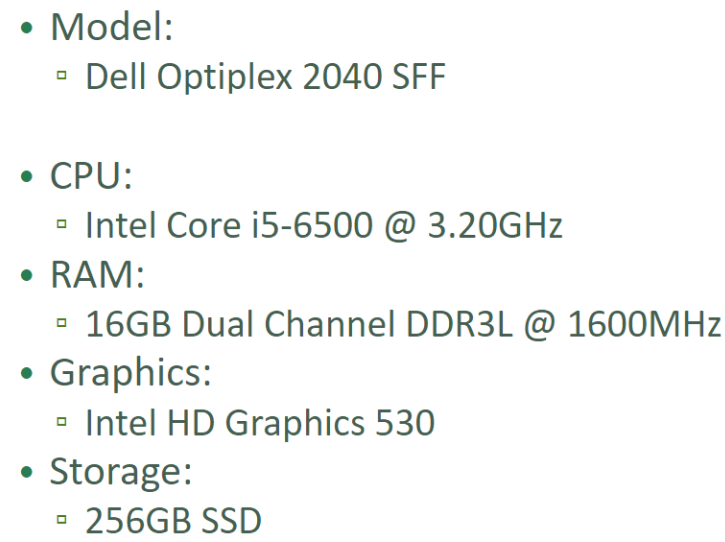 • Model:
▫ Dell Optiplex 2040 SFF
• CPU:
▫ Intel Core i5-6500 @ 3.20GHz
• RAM:
▫ 16GB Dual Channel DDR3L @ 1600MHz
• Graphics:
▫ Intel HD Graphics 530
• Storage:
▫ 256GB SSD